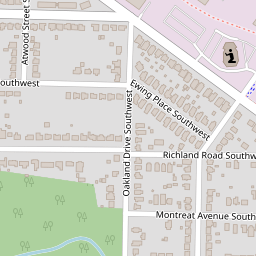 Atwood Street S
outhwest
Ewing Place Southwest
Oakland Drive Southwest
Richland Road Southw
Montreat Avenue South